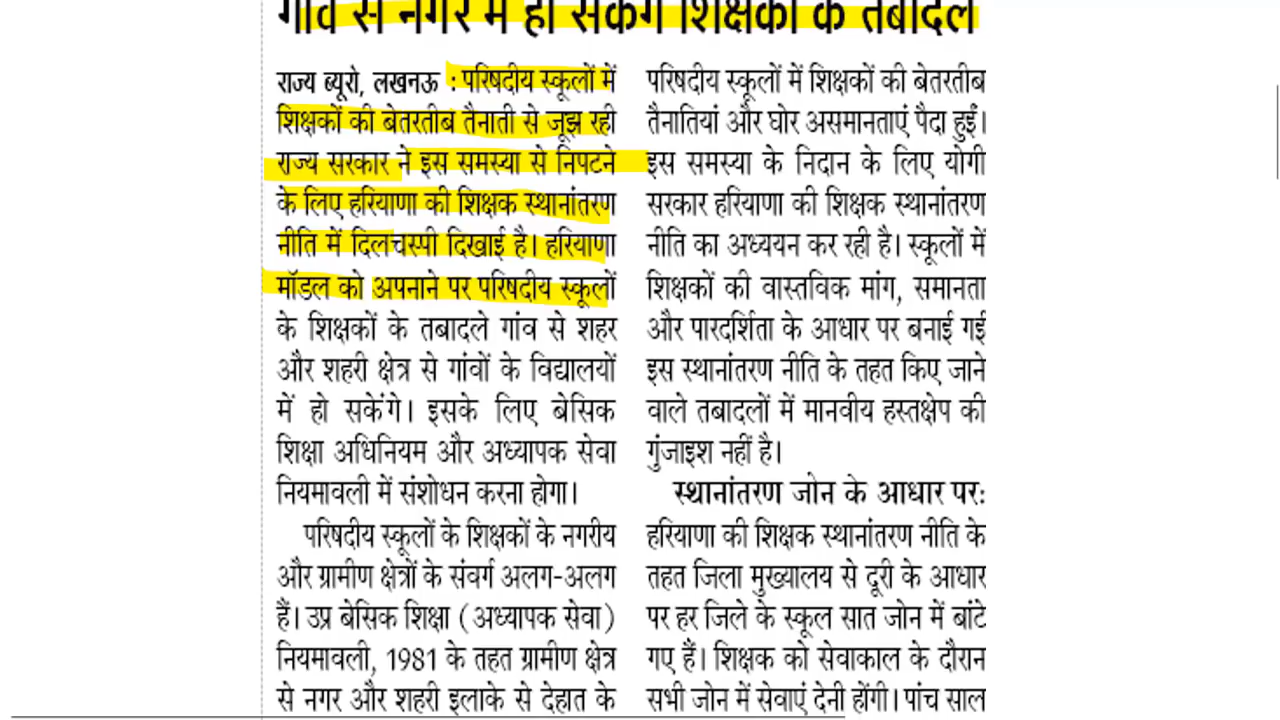 गांव से नगर में हो सकेंगे शिक्षकों के तबादले
राज्य ब्यूरो, लखनऊ : परिषदीय स्कूलों में
शिक्षकों की बेतरतीब तैनाती से जूझ रही
राज्य सरकार ने इस समस्या से निपटने
के लिए हरियाणा की शिक्षक स्थानांतरण
नीति में दिलचस्पी दिखाई है। हरियाणा
मॉडल को अपनाने पर परिषदीय स्कूलों
के शिक्षकों के तबादले गांव से शहर
और शहरी क्षेत्र से गांवों के विद्यालयों
में हो सकेंगे। इसके लिए बेसिक
शिक्षा अधिनियम और अध्यापक सेवा
नियमावली में संशोधन करना होगा।
परिषदीय स्कूलों के शिक्षकों के नगरीय
और ग्रामीण क्षेत्रों के संवर्ग अलग-अलग
हैं। उप्र बेसिक शिक्षा (अध्यापक सेवा)
नियमावली, 1981 के तहत ग्रामीण क्षेत्र
से नगर और शहरी इलाके से देहात के
परिषदीय स्कूलों में शिक्षकों की बेतरतीब
तैनातियां और घोर असमानताएं पैदा हुईं।
इस समस्या के निदान के लिए योगी
सरकार हरियाणा की शिक्षक स्थानांतरण
नीति का अध्ययन कर रही है। स्कूलों में
शिक्षकों की वास्तविक मांग, समानता
और पारदर्शिता के आधार पर बनाई गई
इस स्थानांतरण नीति के तहत किए जाने
वाले तबादलों में मानवीय हस्तक्षेप की
गुंजाइश नहीं है।
स्थानांतरण जोन के आधार पर:
हरियाणा की शिक्षक स्थानांतरण नीति के
तहत जिला मुख्यालय से दूरी के आधार
पर हर जिले के स्कूल सात जोन में बांटे
गए हैं। शिक्षक को सेवाकाल के दौरान
सभी जोन में सेवाएं देनी होंगी। पांच साल